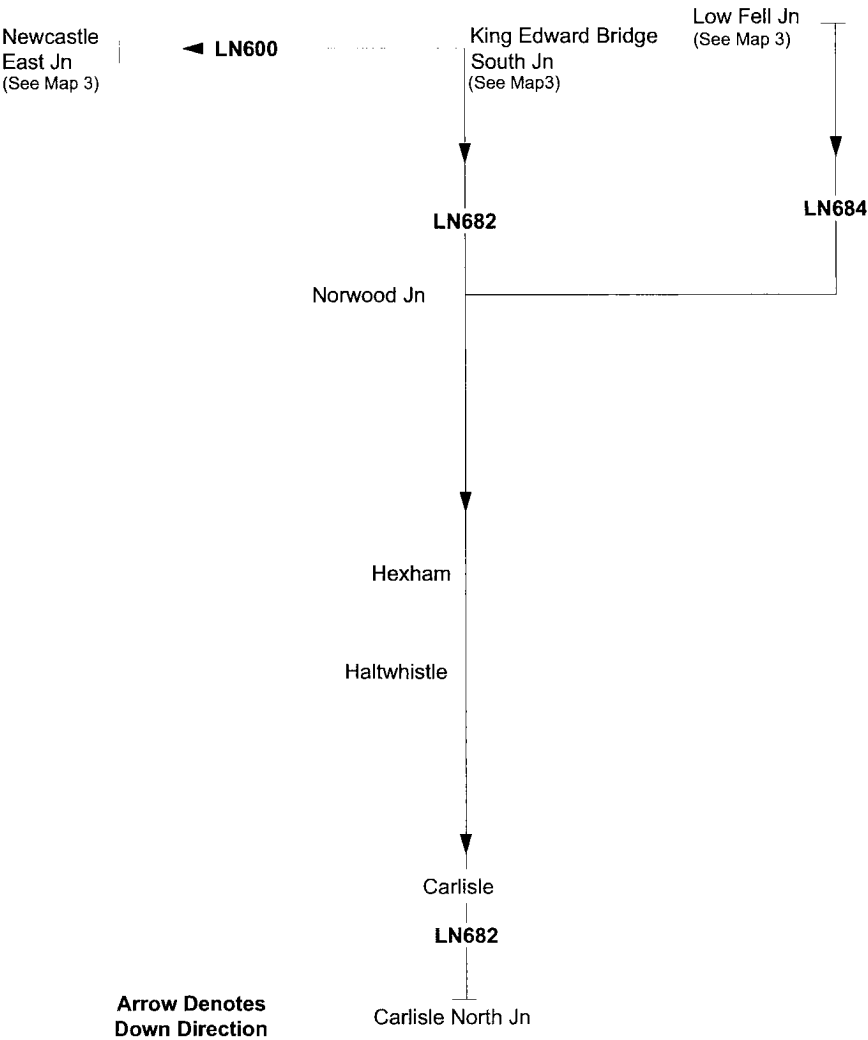 Newcastle
East Jn
(See Map 3)
LN600
King Edward Bridge
South Jn
(See Map3)
Low Fell Jn
(See Map 3)
LN682
LN684
Norwood Jn
Hexham
Haltwhistle
Carlisle
LN682
Carlisle North Jn
Arrow Denotes
Down Direction